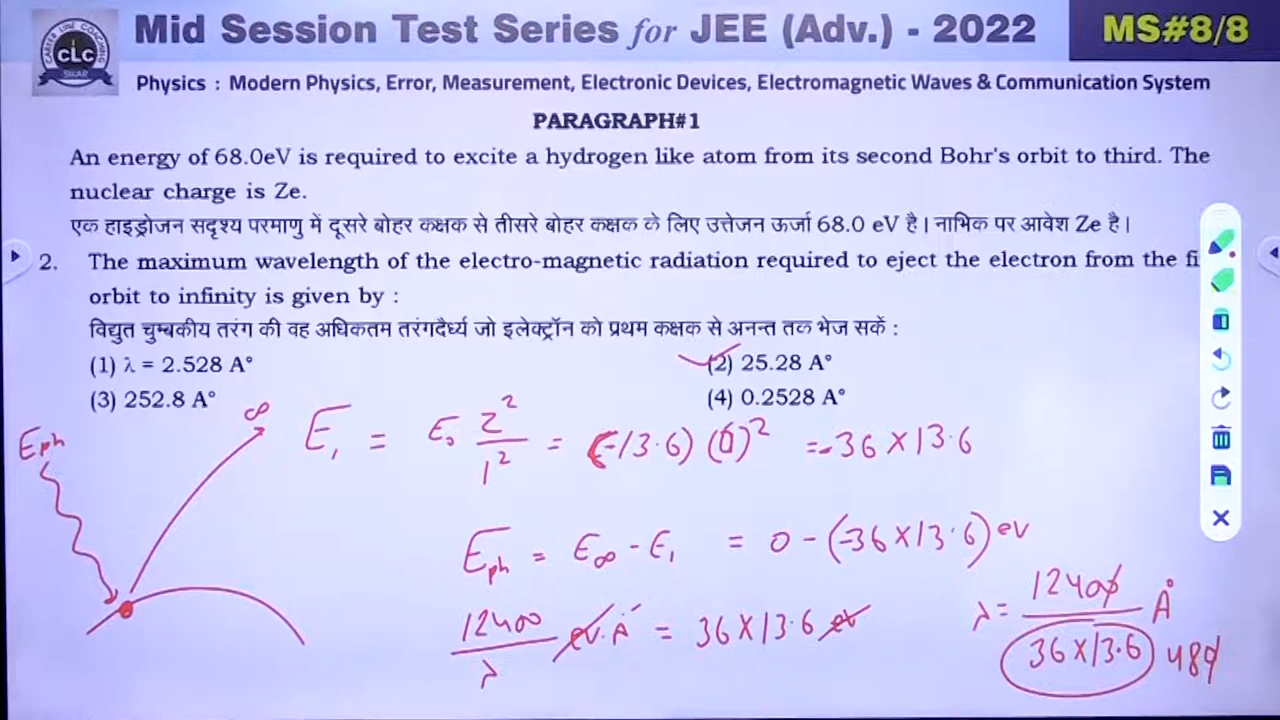 CAREER LINE COACHING
CLC
SIKAR
Mid Session Test Series for JEE (Adv.) - 2022
MS#8/8
Physics : Modern Physics, Error, Measurement, Electronic Devices, Electromagnetic Waves & Communication System
PARAGRAPH#1
An energy of 68.0eV is required to excite a hydrogen like atom from its second Bohr's orbit to third. The
nuclear charge is Ze.
एक हाइड्रोजन सदृश्य परमाणु में दूसरे बोहर कक्षक से तीसरे बोहर कक्षक के लिए उत्तेजन ऊर्जा 68.0 eV है। नाभिक पर आवेश Ze है।
2. The maximum wavelength of the electro-magnetic radiation required to eject the electron from the fi
orbit to infinity is given by :
विद्युत चुम्बकीय तरंग की वह अधिकतम तरंगदैर्ध्य जो इलेक्ट्रॉन को प्रथम कक्षक से अनन्त तक भेज सकें :
(1) λ = 2.528 A° (2) 25.28 A°
(3) 252.8 A° (4) 0.2528 A°
Eph ∞ E₁ = E₀ Z²/1² = (-13.6) (6)² = -36 X 13.6
Eph = E∞ - E₁ = 0 - (-36 X 13.6) ev
12400/λ ev.Å = 36 X 13.6 ev
λ = 12400/36 X 13.6 Å 480